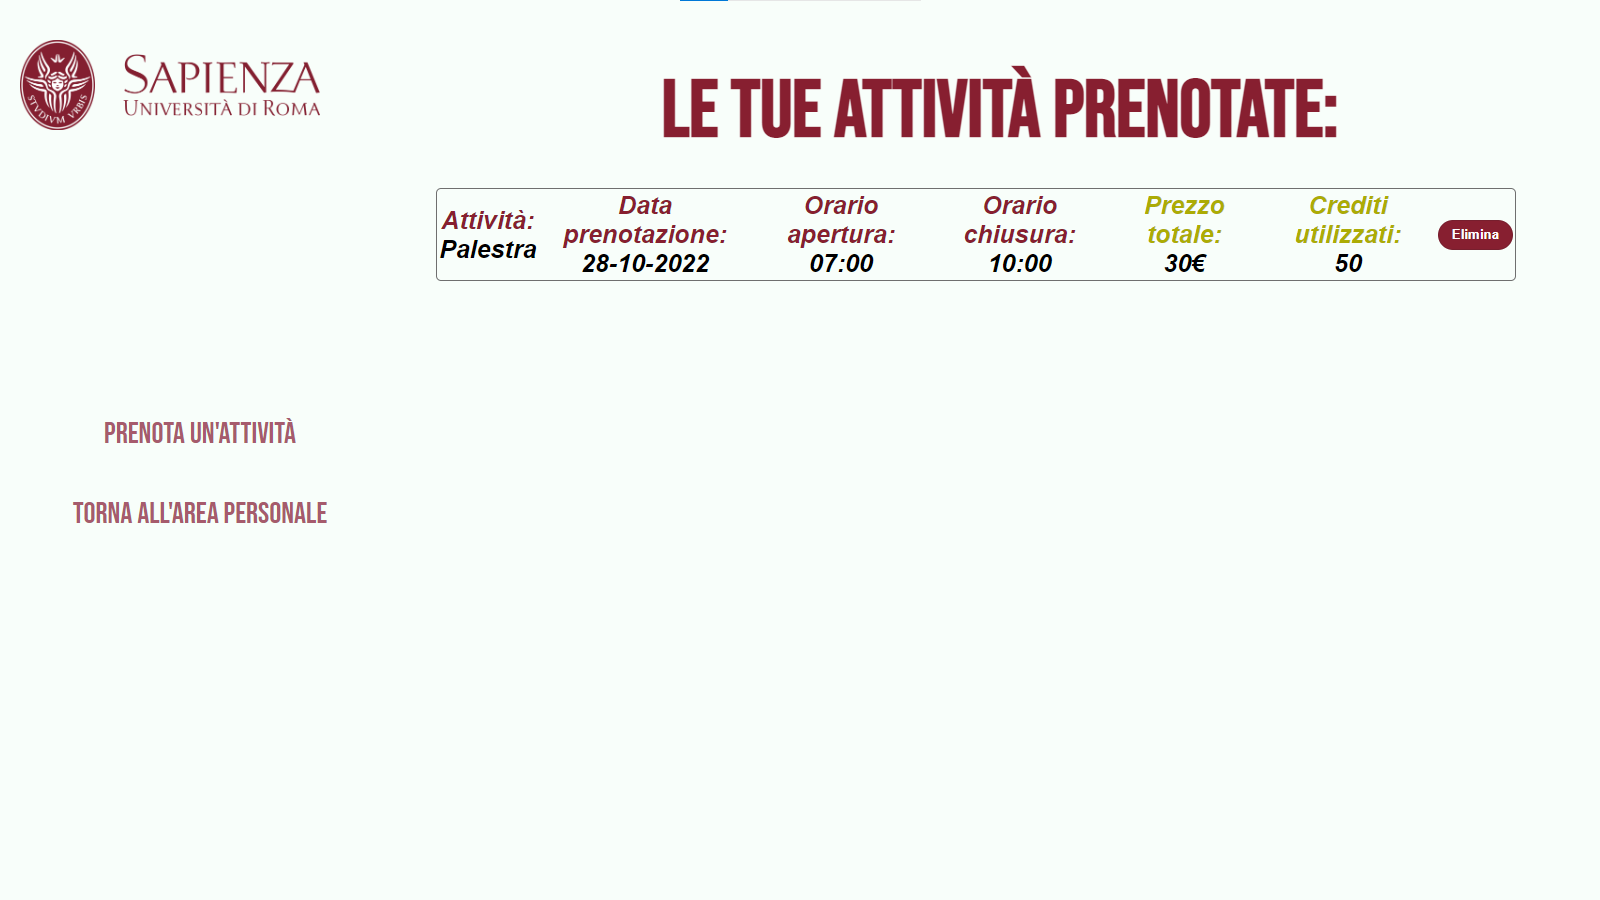 STVDIVM VRBIS
SAPIENZA
UNIVERSITÀ DI ROMA
LE TUE ATTIVITÀ PRENOTATE:
Attività:
Palestra
Data
prenotazione:
28-10-2022
Orario
apertura:
07:00
Orario
chiusura:
10:00
Prezzo
totale:
30€
Crediti
utilizzati:
50
Elimina
PRENOTA UN'ATTIVITÀ
TORNA ALL'AREA PERSONALE